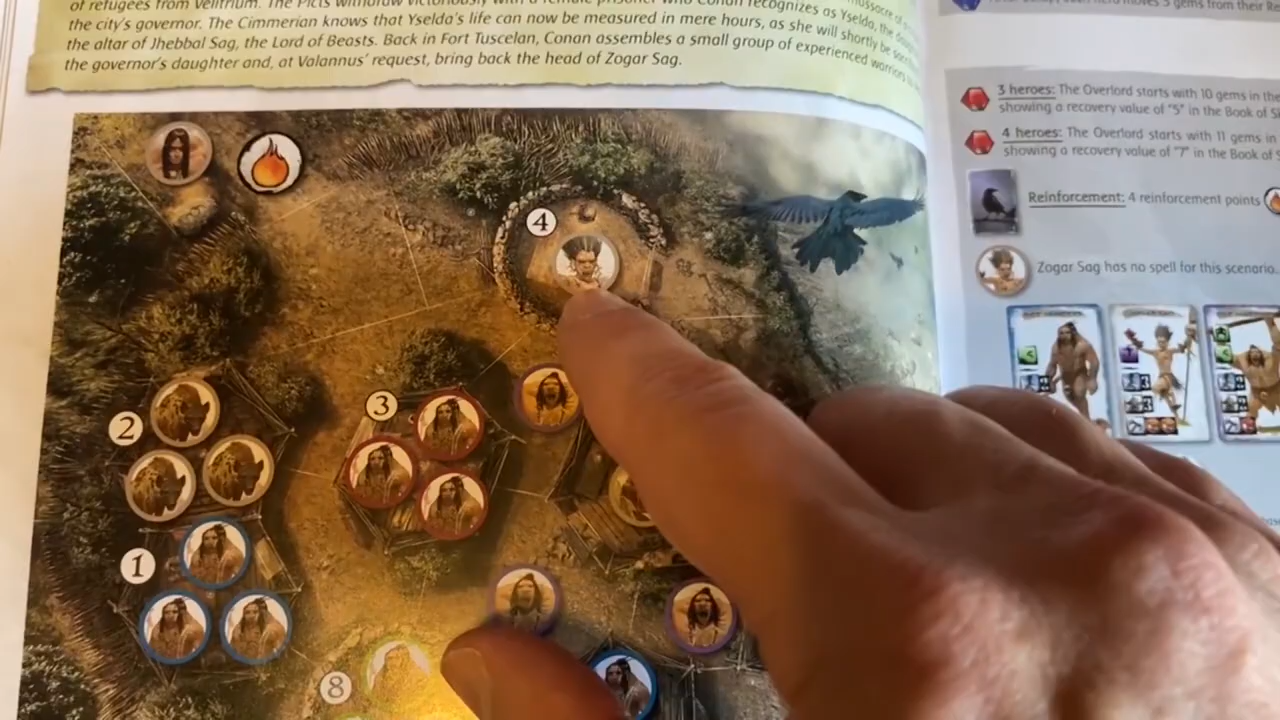 of refugees from Velitrium. The Picts withdraw victoriously with a female prisoner who Conan recognizes as Yselda, the
the city's governor. The Cimmerian knows that Yselda's life can now be measured in mere hours, as she will shortly be
the altar of Jhebbal Sag, the Lord of Beasts. Back in Fort Tuscelan, Conan assembles a small group of experienced warriors
the governor's daughter and, at Valannus' request, bring back the head of Zogar Sag.
4
2
3
1
8
3 heroes: The Overlord starts with 10 gems in the
showing a recovery value of "5" in the Book of
4 heroes: The Overlord starts with 11 gems in
showing a recovery value of "7" in the Book of
Reinforcement: 4 reinforcement points
Zogar Sag has no spell for this scenario.